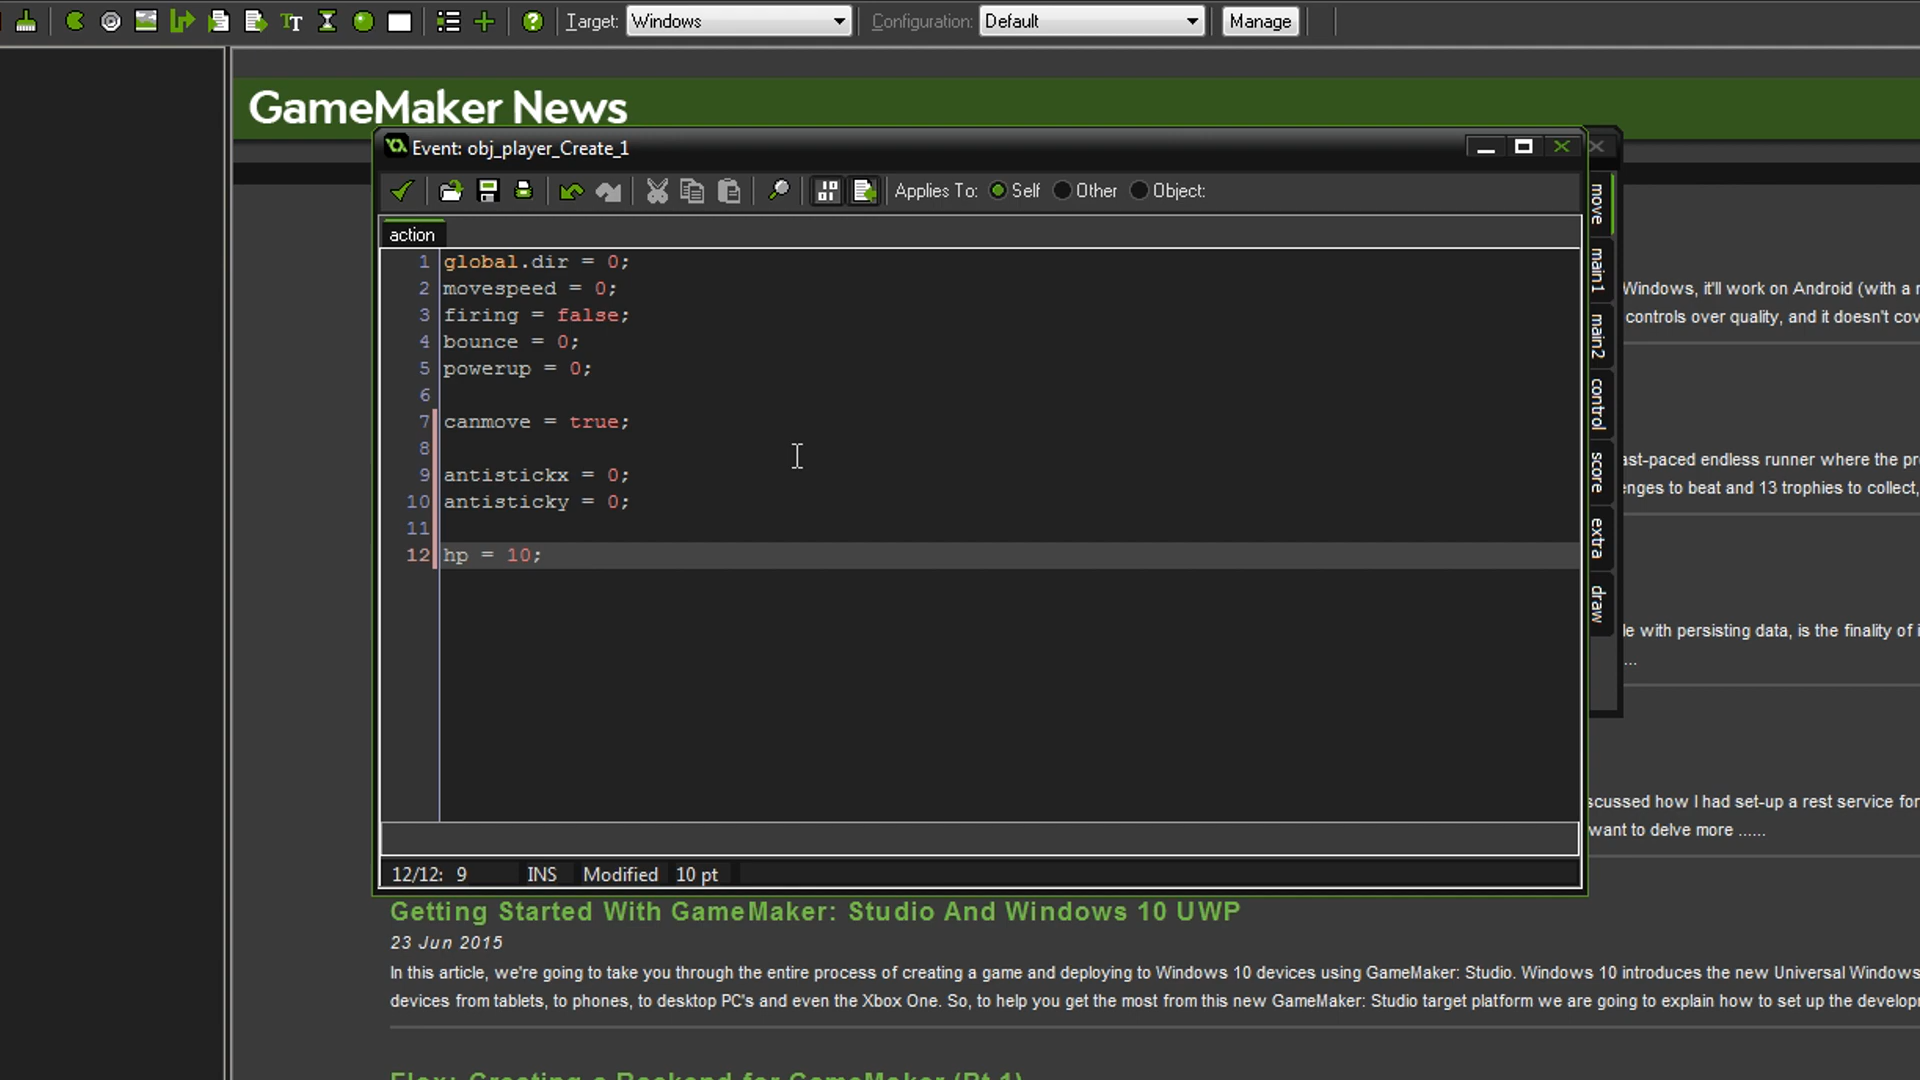 Target: Windows Configuration: Default Manage
GameMaker News
Event: obj_player_Create_1
Applies To: Self Other Object:
action
1 global.dir = 0;
2 movespeed = 0;
3 firing = false;
4 bounce = 0;
5 powerup = 0;
6
7 canmove = true;
8
9 antistickx = 0;
10 antisticky = 0;
11
12 hp = 10;
12/12: 9 INS Modified 10 pt
move
main1
main2
control
score
extra
draw
Windows, it'll work on Android (with a
controls over quality, and it doesn't
ast-paced endless runner where the
enges to beat and 13 trophies to collect,
le with persisting data, is the finality of
...
scussed how I had set-up a rest service for
want to delve more ......
Getting Started With GameMaker: Studio And Windows 10 UWP
23 Jun 2015
In this article, we're going to take you through the entire process of creating a game and deploying to Windows 10 devices using GameMaker: Studio. Windows 10 introduces the new Universal Windows
devices from tablets, to phones, to desktop PC's and even the Xbox One. So, to help you get the most from this new GameMaker: Studio target platform we are going to explain how to set up the
Flox: Creating a Backend for GameMaker (Pt.1)